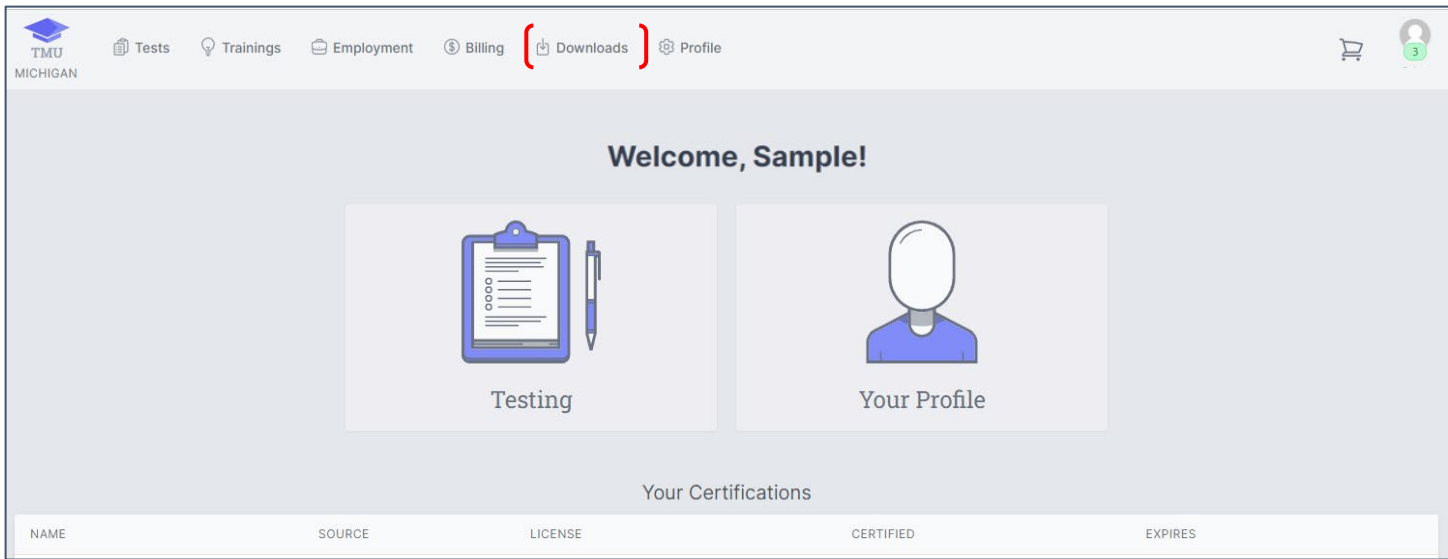 TMU
MICHIGAN
Tests Trainings Employment Billing Downloads Profile
3
Welcome, Sample!
Testing
Your Profile
Your Certifications
NAME SOURCE LICENSE CERTIFIED EXPIRES